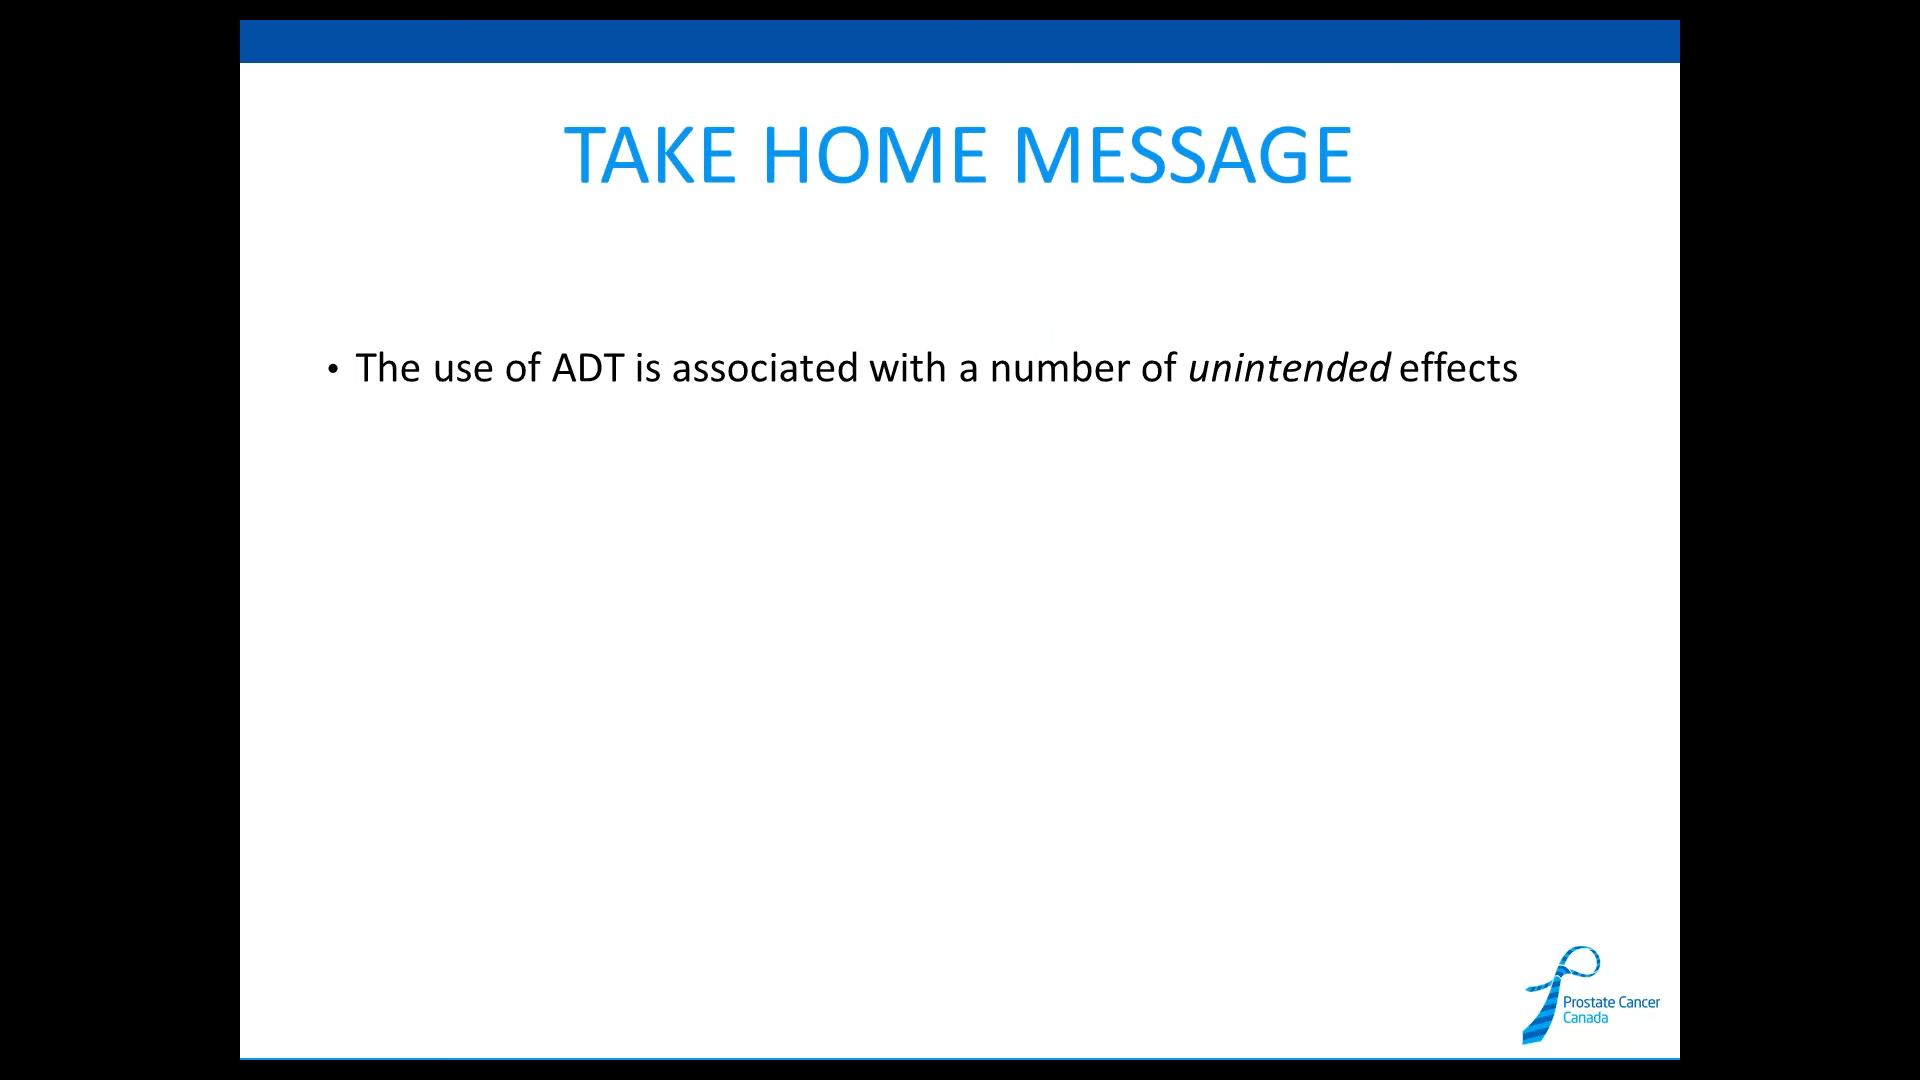 TAKE HOME MESSAGE
• The use of ADT is associated with a number of unintended effects
Prostate Cancer
Canada